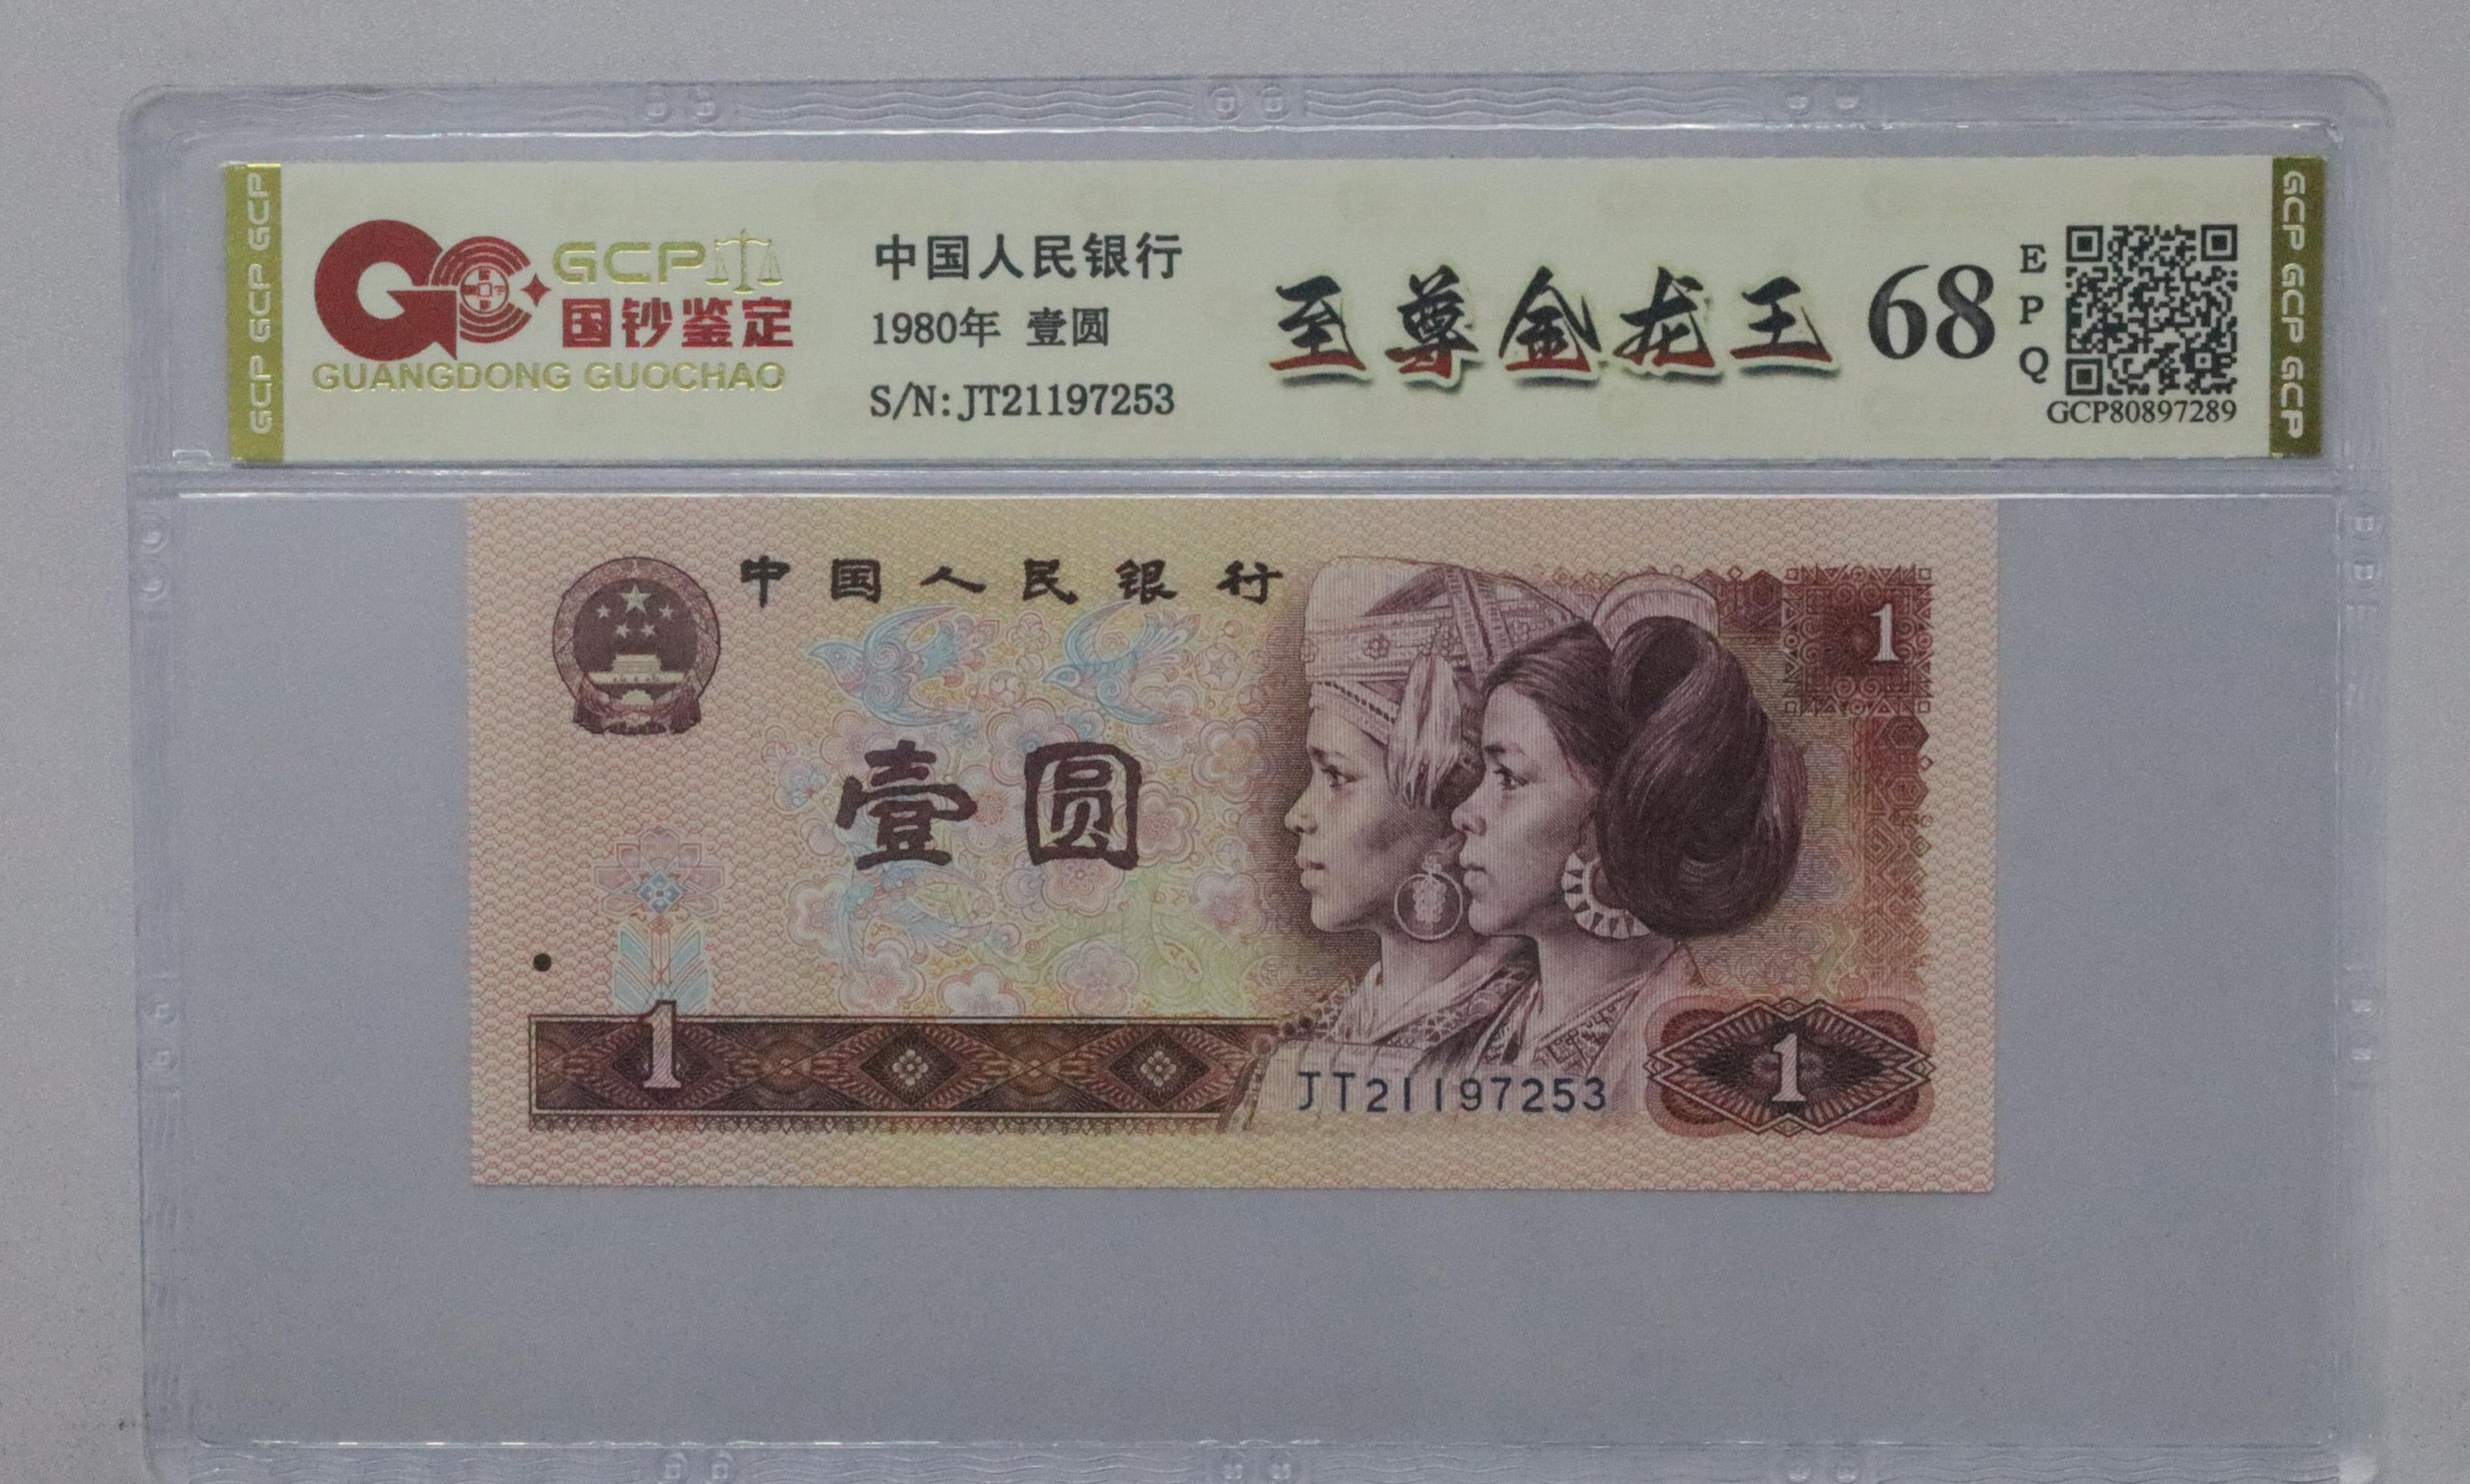 GCP GCP GCP
GCP
国钞鉴定
GUANGDONG GUOCHAO
中国人民银行
1980年 壹圆
S/N: JT21197253
至尊金龙王 68
E
P
Q
GCP80897289
GCP GCP GCP
中国人民银行
1
壹圆
1
JT21197253
1